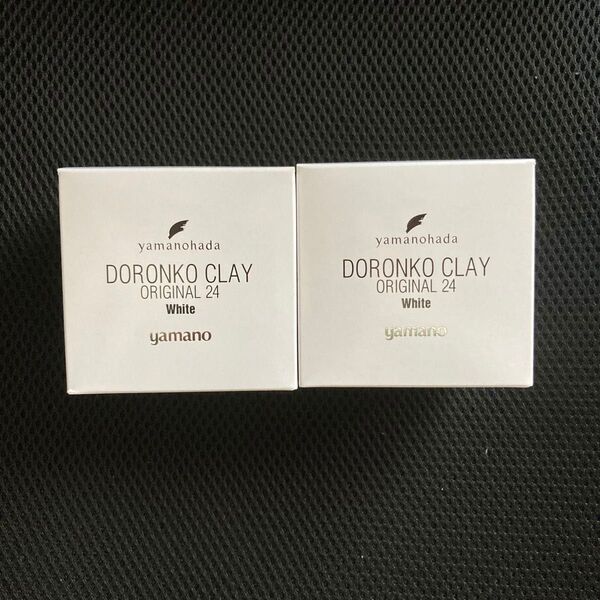 yamanohada
DORONKO CLAY
ORIGINAL 24
White
yamano
yamanohada
DORONKO CLAY
ORIGINAL 24
White
yamano